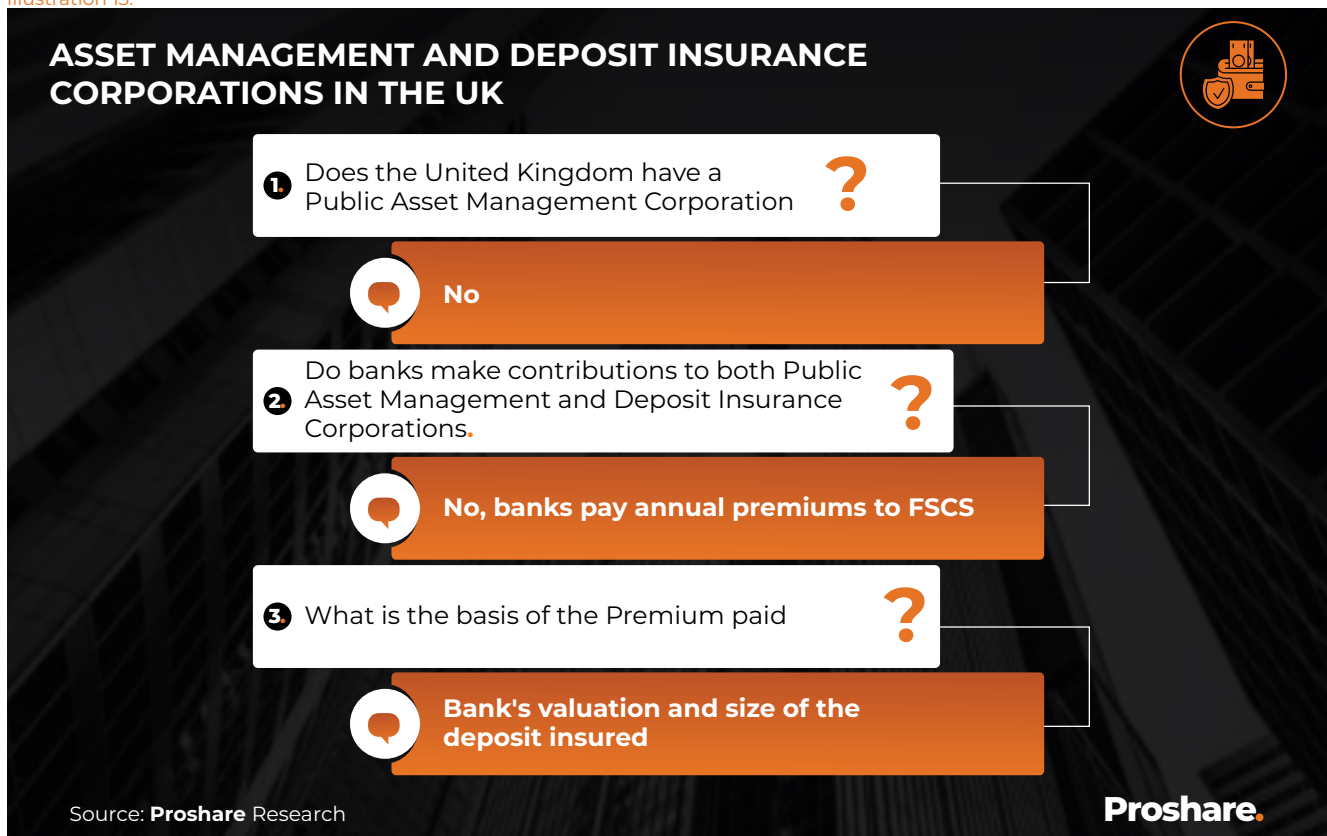 Illustration 13:
ASSET MANAGEMENT AND DEPOSIT INSURANCE
CORPORATIONS IN THE UK
1. Does the United Kingdom have a
Public Asset Management Corporation ?
No
2. Do banks make contributions to both Public
Asset Management and Deposit Insurance
Corporations. ?
No, banks pay annual premiums to FSCS
3. What is the basis of the Premium paid ?
Bank's valuation and size of the
deposit insured
Source: Proshare Research
Proshare.